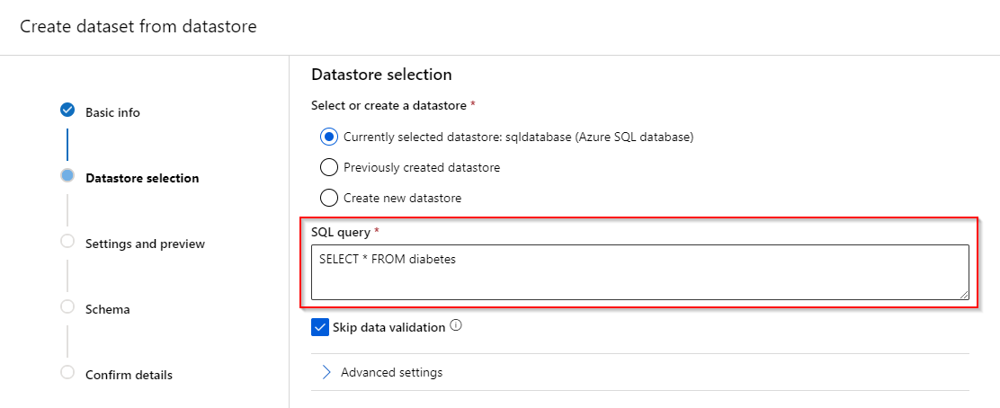 Create dataset from datastore
Basic info
Datastore selection
Settings and preview
Schema
Confirm details
Datastore selection
Select or create a datastore *
Currently selected datastore: sqldatabase (Azure SQL database)
Previously created datastore
Create new datastore
SQL query *
SELECT * FROM diabetes
Skip data validation
Advanced settings